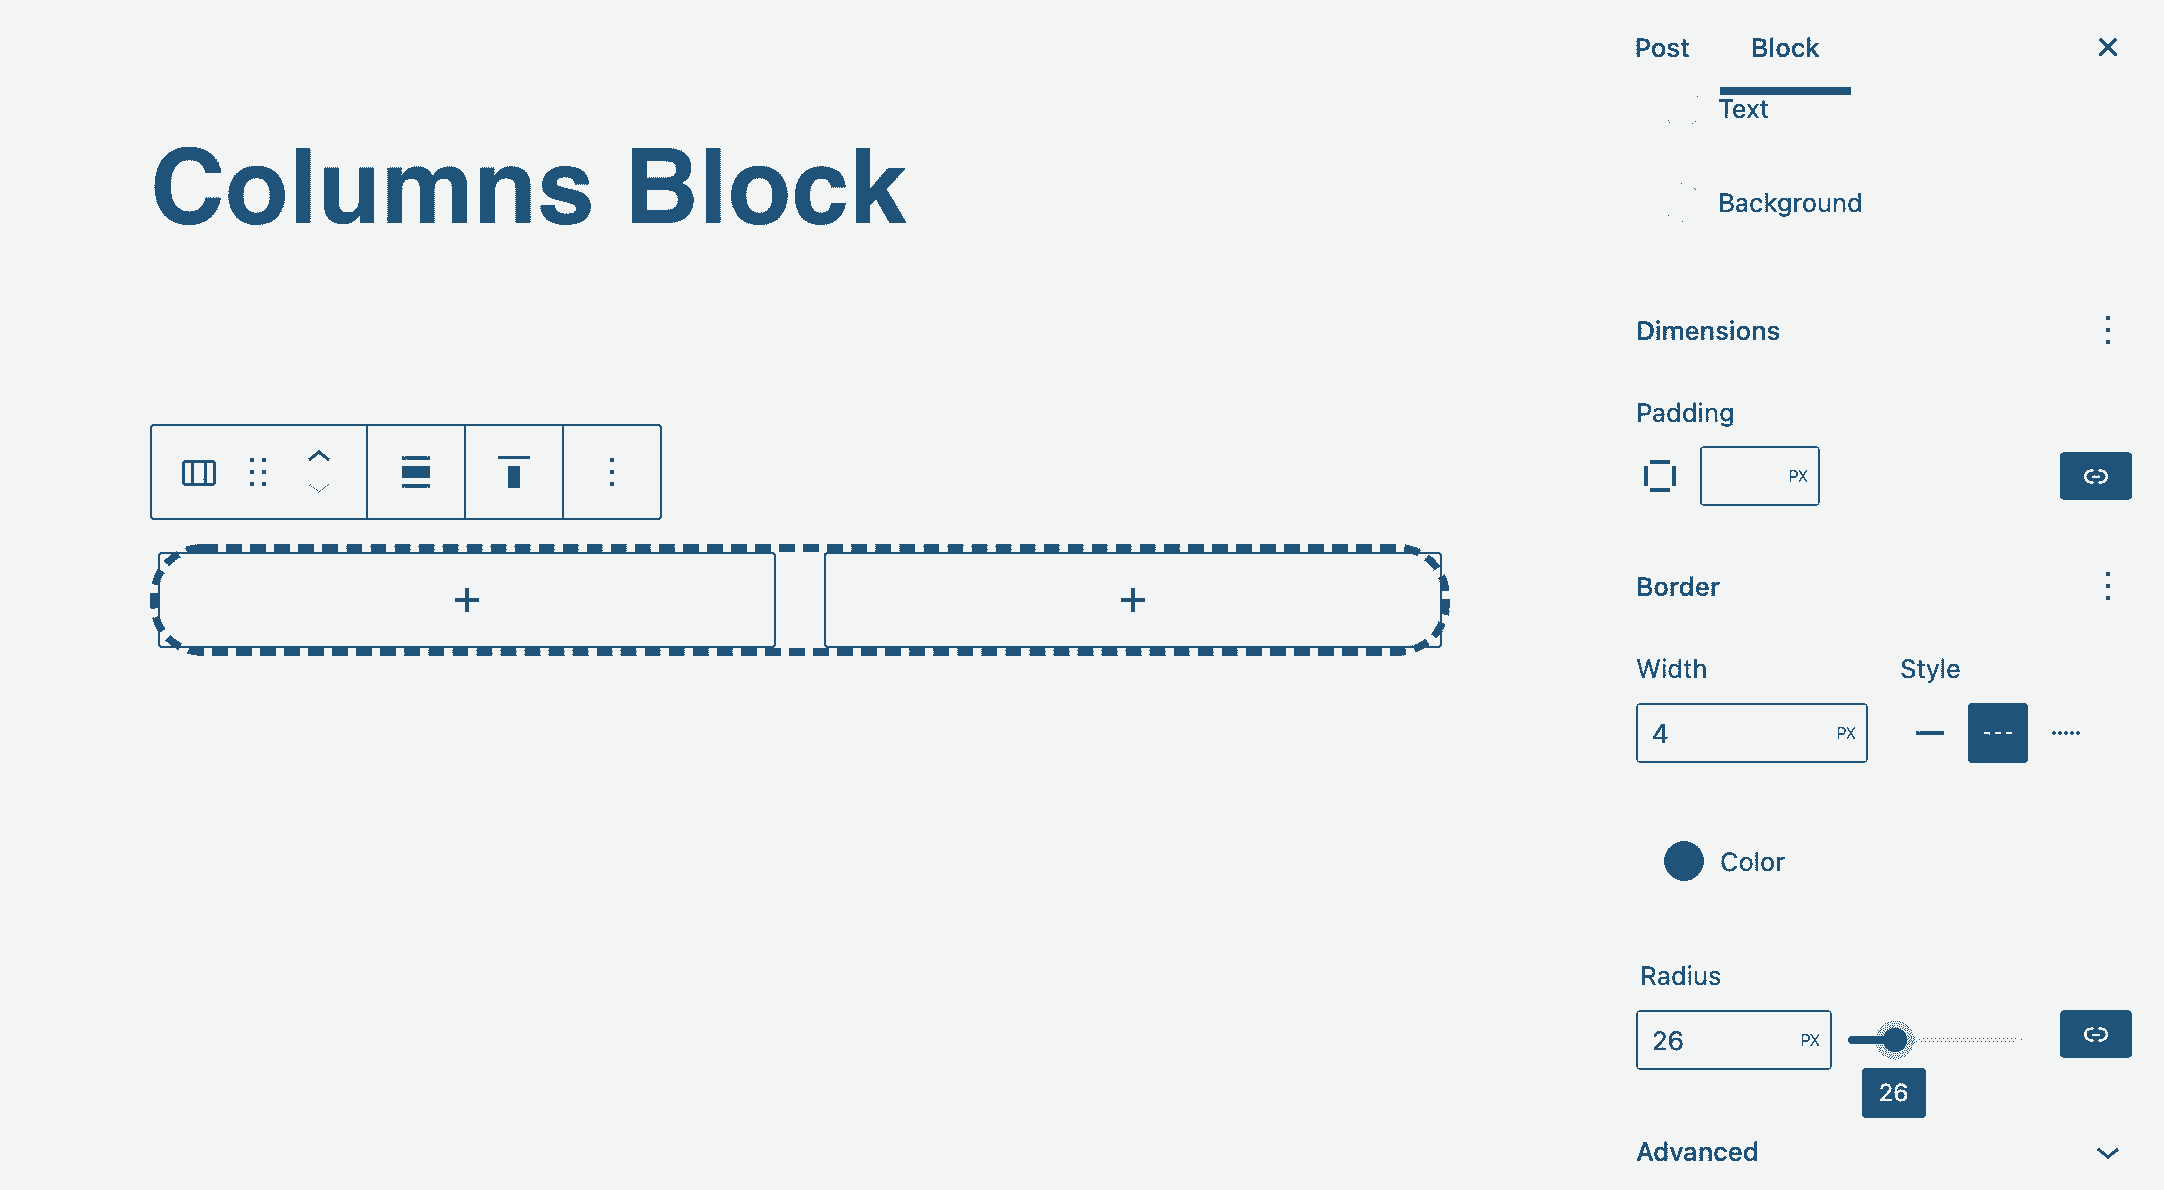 Post Block
Text
Columns Block
Background
Dimensions
Padding
PX
Border
Width Style
4 PX
Color
Radius
26 PX
26
Advanced